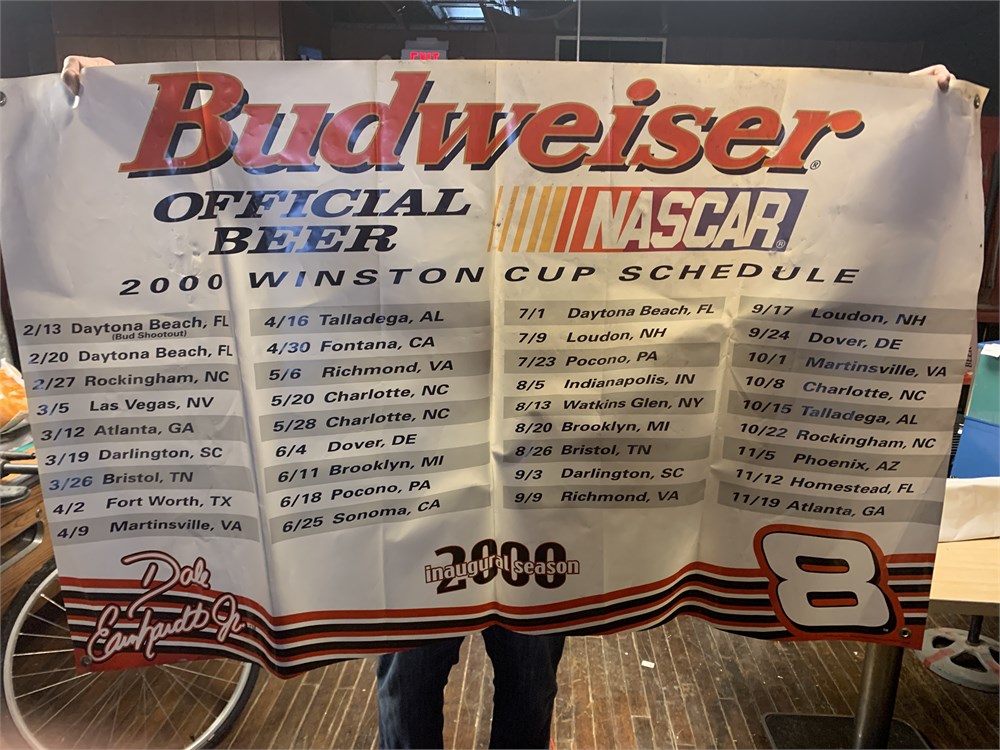 Budweiser®
OFFICIAL
BEER
NASCAR®
2000 WINSTON CUP SCHEDULE
2/13 Daytona Beach, FL
(Bud Shootout)
2/20 Daytona Beach, FL
2/27 Rockingham, NC
3/5 Las Vegas, NV
3/12 Atlanta, GA
3/19 Darlington, SC
3/26 Bristol, TN
4/2 Fort Worth, TX
4/9 Martinsville, VA
4/16 Talladega, AL
4/30 Fontana, CA
5/6 Richmond, VA
5/20 Charlotte, NC
5/28 Charlotte, NC
6/4 Dover, DE
6/11 Brooklyn, MI
6/18 Pocono, PA
6/25 Sonoma, CA
7/1 Daytona Beach, FL
7/9 Loudon, NH
7/23 Pocono, PA
8/5 Indianapolis, IN
8/13 Watkins Glen, NY
8/20 Brooklyn, MI
8/26 Bristol, TN
9/3 Darlington, SC
9/9 Richmond, VA
9/17 Loudon, NH
9/24 Dover, DE
10/1 Martinsville, VA
10/8 Charlotte, NC
10/15 Talladega, AL
10/22 Rockingham, NC
11/5 Phoenix, AZ
11/12 Homestead, FL
11/19 Atlanta, GA
Dale
Earnhardt Jr.
2000
inaugural season
8